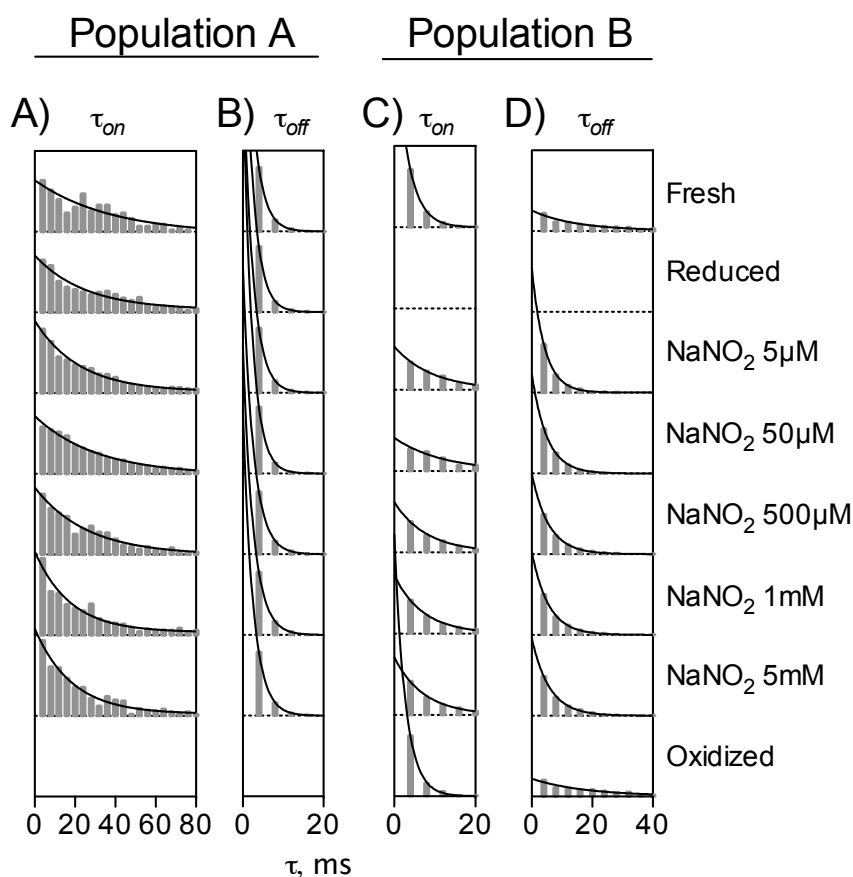 Population A Population B
A) τon B) τoff C) τon D) τoff
Fresh
Reduced
NaNO2 5µM
NaNO2 50µM
NaNO2 500µM
NaNO2 1mM
NaNO2 5mM
Oxidized
0 20 40 60 80 0 20 0 20 0 20 40
τ, ms